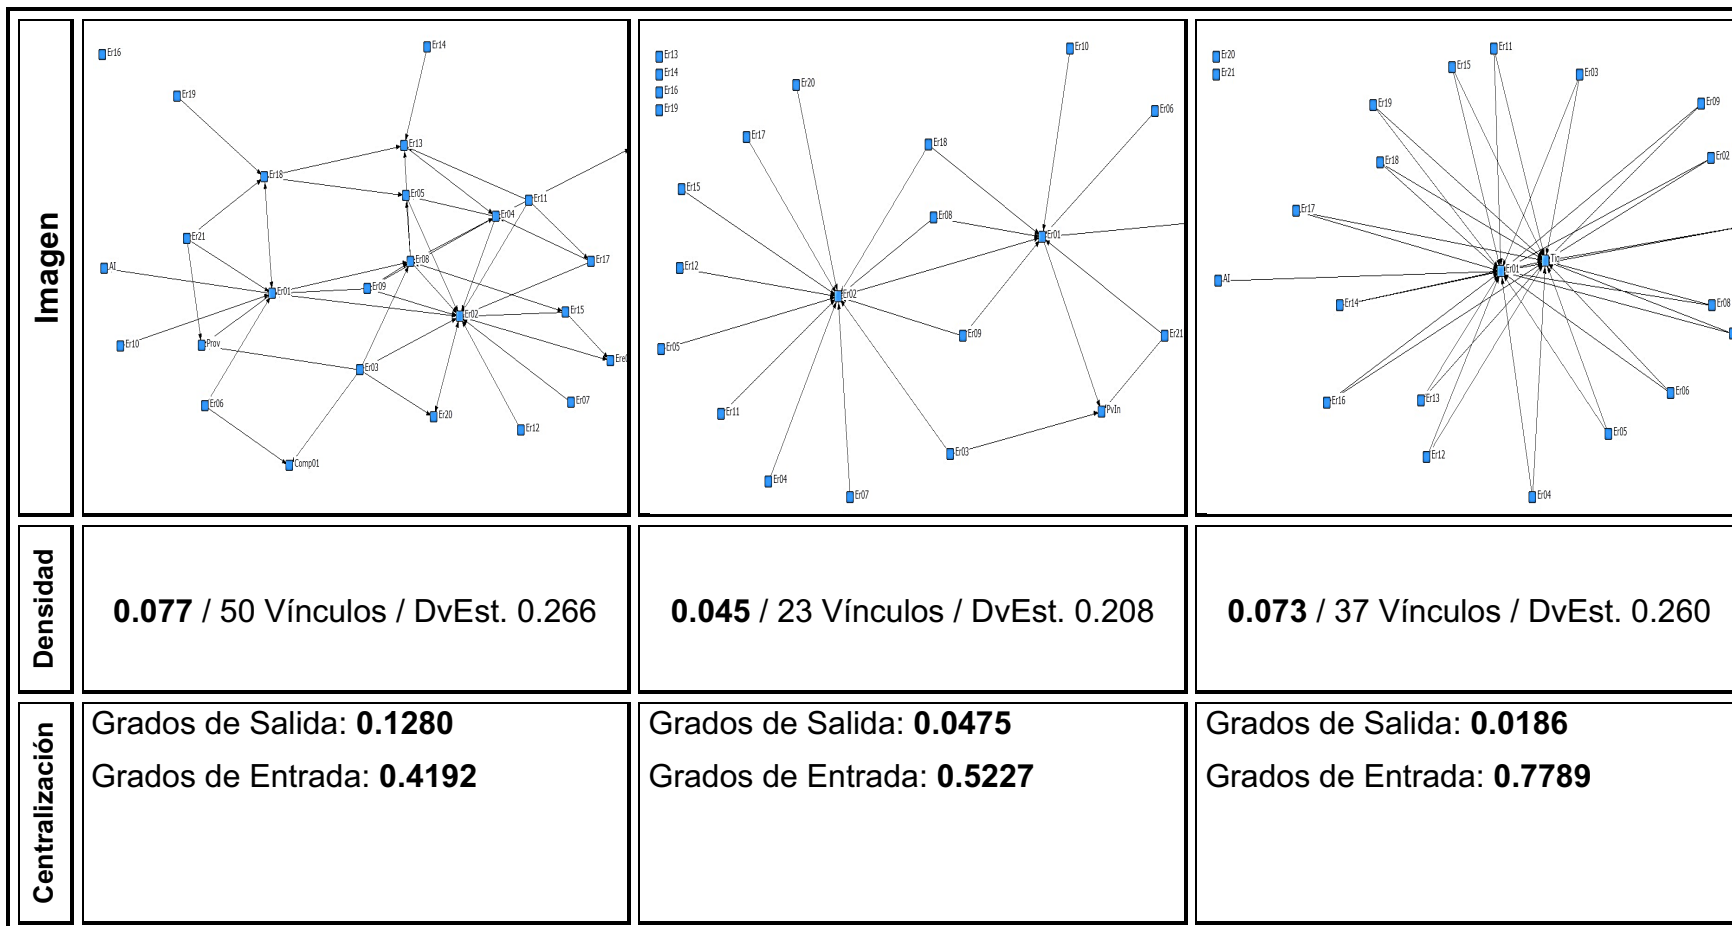 Imagen
Er16
Er14
Er19
Er13
Er18
Er05
Er11
Er04
Er21
AI
Er08
Er17
Er09
Er01
Er02
Er15
Er10
Prov
Er03
Er06
Er20
Er07
Er12
Comp01
Er13
Er14
Er16
Er19
Er20
Er10
Er06
Er17
Er18
Er15
Er08
Er01
Er12
Er02
Er09
Er21
Er05
Er11
PvIn
Er03
Er04
Er07
Er20
Er21
Er11
Er15
Er03
Er19
Er09
Er18
Er02
Er17
Er01
AI
Er14
Er08
Er16
Er13
Er06
Er05
Er12
Er04
Densidad
0.077 / 50 Vínculos / DvEst. 0.266
0.045 / 23 Vínculos / DvEst. 0.208
0.073 / 37 Vínculos / DvEst. 0.260
Centralización
Grados de Salida: 0.1280
Grados de Entrada: 0.4192
Grados de Salida: 0.0475
Grados de Entrada: 0.5227
Grados de Salida: 0.0186
Grados de Entrada: 0.7789